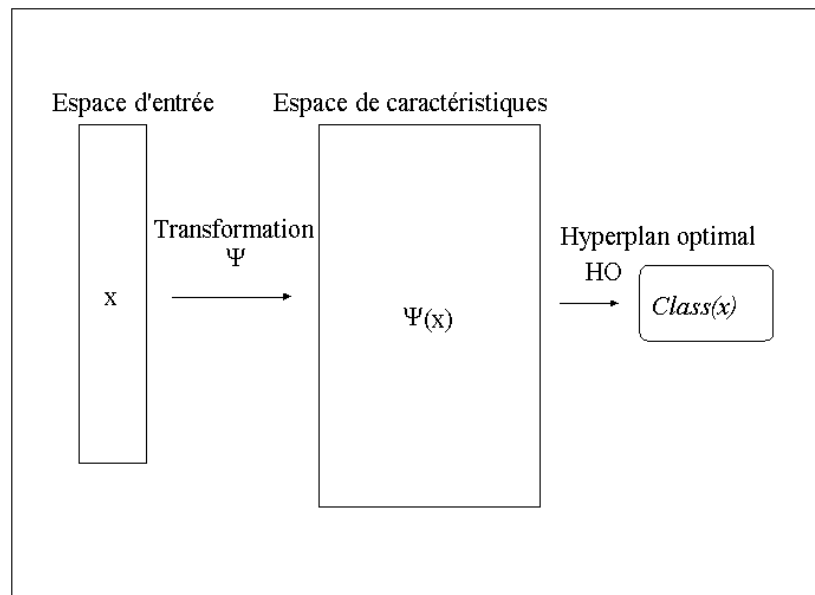 Espace d'entrée
Espace de caractéristiques
Transformation
Ψ
Hyperplan optimal
HO
x
Ψ(x)
Class(x)